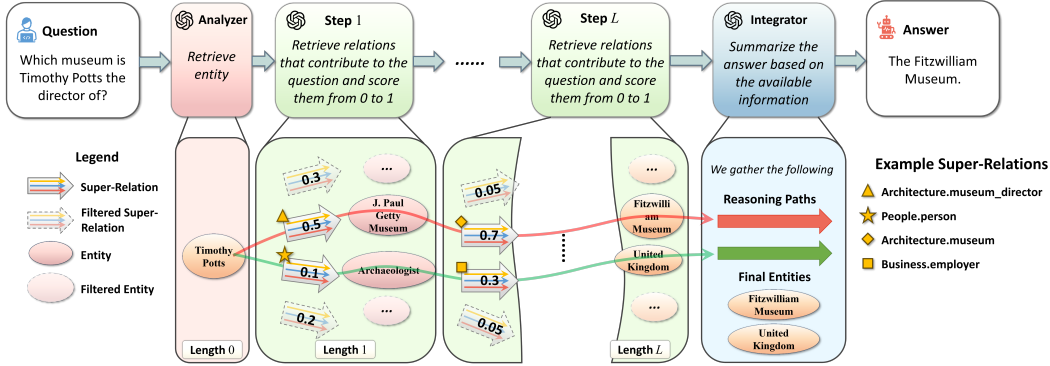 Question
Which museum is
Timothy Potts the
director of?
Analyzer
Retrieve
entity
Step 1
Retrieve relations
that contribute to the
question and score
them from 0 to 1
......
Step L
Retrieve relations
that contribute to the
question and score
them from 0 to 1
Integrator
Summarize the
answer based on
the available
information
Answer
The Fitzwilliam
Museum.
Legend
Super-Relation
Filtered Super-
Relation
Entity
Filtered Entity
Timothy
Potts
Length 0
0.3
0.5
0.1
0.2
...
J. Paul
Getty
Museum
Archaeologist
...
Length 1
0.05
0.7
0.3
0.05
...
Fitzwilli
am
Museum
United
Kingdom
...
Length L
We gather the following
Reasoning Paths
Final Entities
Fitzwilliam
Museum
United
Kingdom
Example Super-Relations
Architecture.museum_director
People.person
Architecture.museum
Business.employer